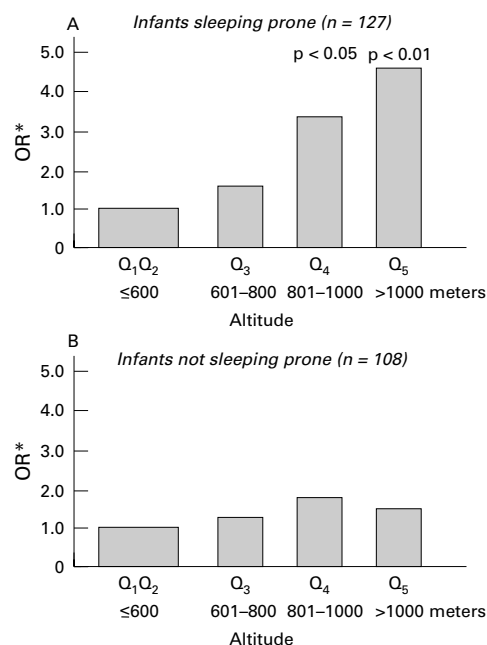 A
Infants sleeping prone (n = 127)
p < 0.05 p < 0.01
OR*
5.0
4.0
3.0
2.0
1.0
0
Q₁Q₂ Q₃ Q₄ Q₅
≤600 601–800 801–1000 >1000 meters
Altitude
B
Infants not sleeping prone (n = 108)
OR*
5.0
4.0
3.0
2.0
1.0
0.0
Q₁Q₂ Q₃ Q₄ Q₅
≤600 601–800 801–1000 >1000 meters
Altitude